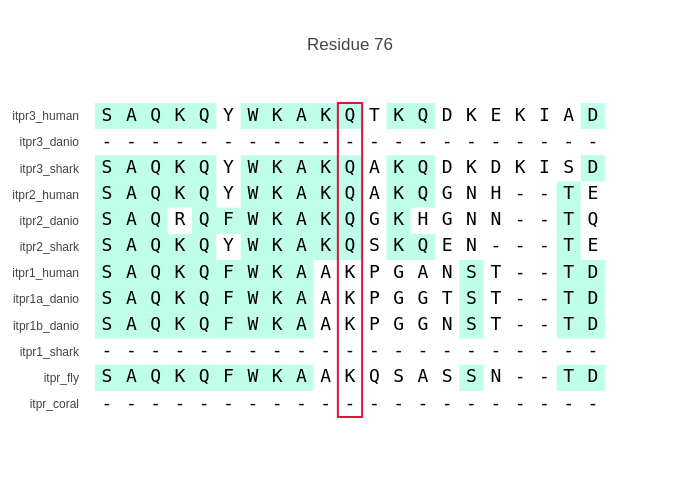 Residue 76
itpr3_human S A Q K Q Y W K A K Q T K Q D K E K I A D
itpr3_danio - - - - - - - - - - - - - - - - - - - - -
itpr3_shark S A Q K Q Y W K A K Q A K Q D K D K I S D
itpr2_human S A Q K Q Y W K A K Q A K Q G N H - - T E
itpr2_danio S A Q R Q F W K A K Q G K H G N N - - T Q
itpr2_shark S A Q K Q Y W K A K Q S K Q E N - - - T E
itpr1_human S A Q K Q F W K A A K P G A N S T - - T D
itpr1a_danio S A Q K Q F W K A A K P G G T S T - - T D
itpr1b_danio S A Q K Q F W K A A K P G G N S T - - T D
itpr1_shark - - - - - - - - - - - - - - - - - - - - -
itpr_fly S A Q K Q F W K A A K Q S A S S N - - T D
itpr_coral - - - - - - - - - - - - - - - - - - - - -